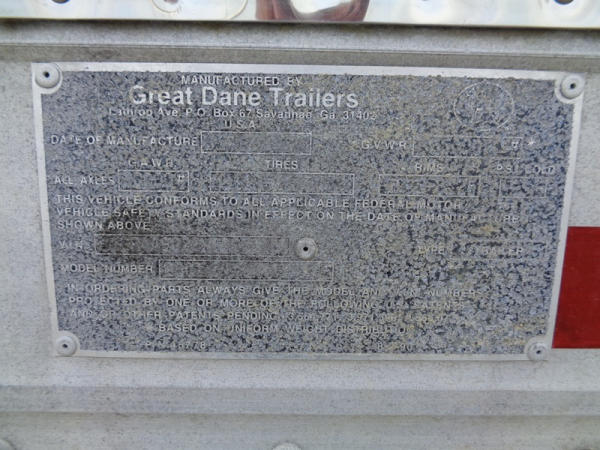 MANUFACTURED BY
Great Dane Trailers
Lathrop Ave. P.O. Box 67 Savannah, Ga. 31402
U.S.A.
DATE OF MANUFACTURE G.V.W.R. *
G.A.W.R. TIRES RIMS COLD
ALL AXLES
THIS VEHICLE CONFORMS TO ALL APPLICABLE FEDERAL MOTOR
VEHICLE SAFETY STANDARDS IN EFFECT ON THE DATE OF MANUFACTURE
SHOWN ABOVE.
V.I.N. TYPE TRAILER
MODEL NUMBER
IN ORDERING PARTS ALWAYS GIVE THE MODEL AND NUMBER
PROTECTED BY ONE OR MORE OF THE FOLLOWING U.S. PATENTS
AND/OR OTHER PATENTS PENDING
BASED ON UNIFORM WEIGHT DISTRIBUTION